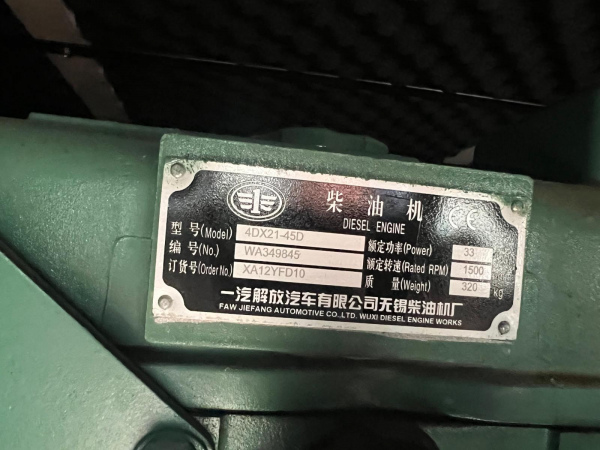 柴油机 CE
DIESEL ENGINE
型号(Model) 4DX21-45D
编号(No.) WA349845
订货号(Order No.) XA12YFD10
额定功率(Power) 33
额定转速(Rated RPM) 1500
质量(Weight) 320 kg
一汽解放汽车有限公司无锡柴油机厂
FAW JIEFANG AUTOMOTIVE CO.,LTD. WUXI DIESEL ENGINE WORKS